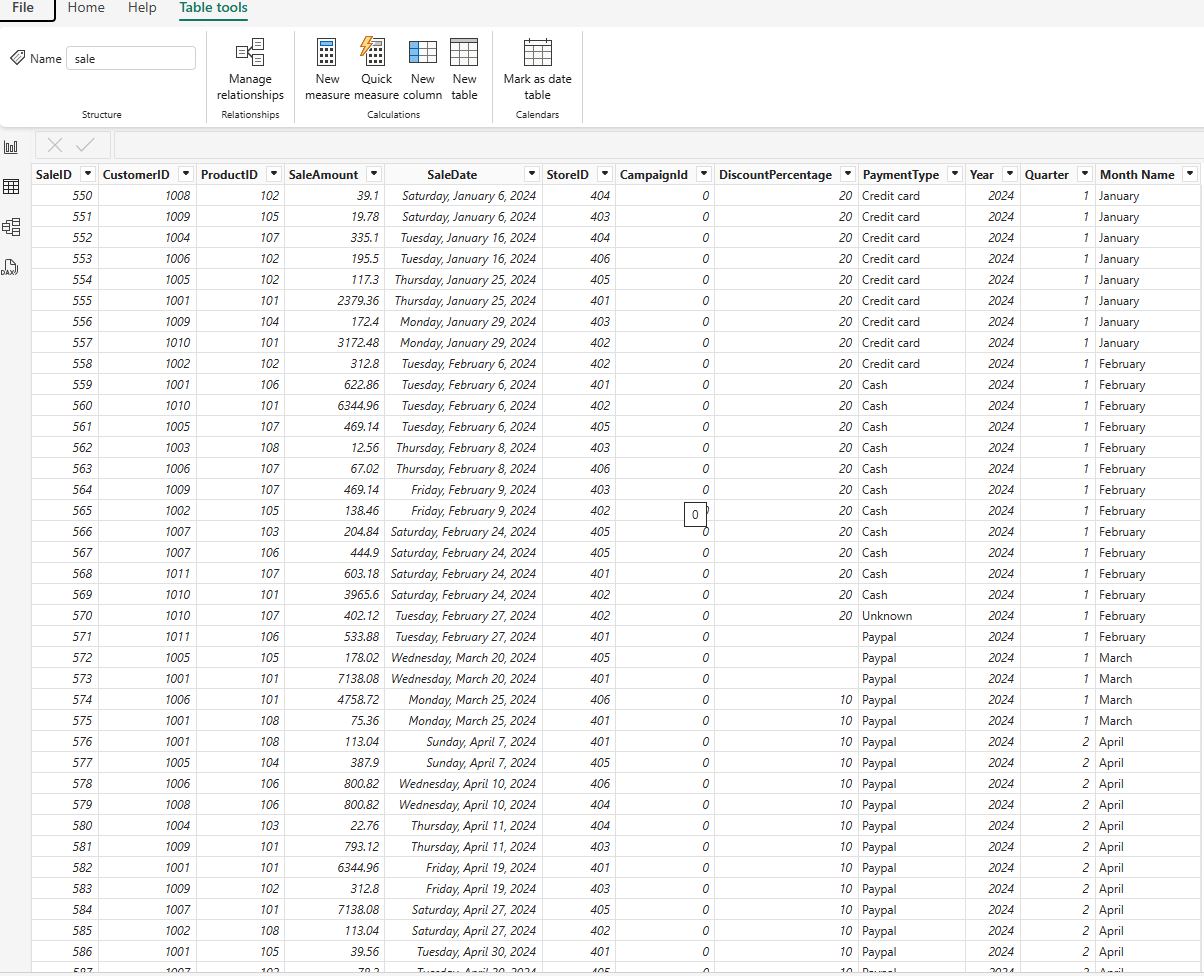 File Home Help Table tools
Name sale
Manage relationships
New measure
Quick measure
New column
New table
Mark as date table
Structure Relationships Calculations Calendars
SaleID CustomerID ProductID SaleAmount SaleDate StoreID CampaignId DiscountPercentage PaymentType Year Quarter Month Name
550 1008 102 39.1 Saturday, January 6, 2024 404 0 20 Credit card 2024 1 January
551 1009 105 19.78 Saturday, January 6, 2024 403 0 20 Credit card 2024 1 January
552 1004 107 335.1 Tuesday, January 16, 2024 404 0 20 Credit card 2024 1 January
553 1006 102 195.5 Tuesday, January 16, 2024 406 0 20 Credit card 2024 1 January
554 1005 102 117.3 Thursday, January 25, 2024 405 0 20 Credit card 2024 1 January
555 1001 101 2379.36 Thursday, January 25, 2024 401 0 20 Credit card 2024 1 January
556 1009 104 172.4 Monday, January 29, 2024 403 0 20 Credit card 2024 1 January
557 1010 101 3172.48 Monday, January 29, 2024 402 0 20 Credit card 2024 1 January
558 1002 102 312.8 Tuesday, February 6, 2024 402 0 20 Credit card 2024 1 February
559 1001 106 622.86 Tuesday, February 6, 2024 401 0 20 Cash 2024 1 February
560 1010 101 6344.96 Tuesday, February 6, 2024 402 0 20 Cash 2024 1 February
561 1005 107 469.14 Tuesday, February 6, 2024 405 0 20 Cash 2024 1 February
562 1003 108 12.56 Thursday, February 8, 2024 403 0 20 Cash 2024 1 February
563 1006 107 67.02 Thursday, February 8, 2024 406 0 20 Cash 2024 1 February
564 1009 107 469.14 Friday, February 9, 2024 403 0 20 Cash 2024 1 February
565 1002 105 138.46 Friday, February 9, 2024 402 0 20 Cash 2024 1 February
566 1007 103 204.84 Saturday, February 24, 2024 405 0 20 Cash 2024 1 February
567 1007 106 444.9 Saturday, February 24, 2024 405 0 20 Cash 2024 1 February
568 1011 107 603.18 Saturday, February 24, 2024 401 0 20 Cash 2024 1 February
569 1010 101 3965.6 Saturday, February 24, 2024 402 0 20 Cash 2024 1 February
570 1010 107 402.12 Tuesday, February 27, 2024 402 0 20 Unknown 2024 1 February
571 1011 106 533.88 Tuesday, February 27, 2024 401 0 Paypal 2024 1 February
572 1005 105 178.02 Wednesday, March 20, 2024 405 0 Paypal 2024 1 March
573 1001 101 7138.08 Wednesday, March 20, 2024 401 0 Paypal 2024 1 March
574 1006 101 4758.72 Monday, March 25, 2024 406 0 10 Paypal 2024 1 March
575 1001 108 75.36 Monday, March 25, 2024 401 0 10 Paypal 2024 1 March
576 1001 108 113.04 Sunday, April 7, 2024 401 0 10 Paypal 2024 2 April
577 1005 104 387.9 Sunday, April 7, 2024 405 0 10 Paypal 2024 2 April
578 1006 106 800.82 Wednesday, April 10, 2024 406 0 10 Paypal 2024 2 April
579 1008 106 800.82 Wednesday, April 10, 2024 404 0 10 Paypal 2024 2 April
580 1004 103 22.76 Thursday, April 11, 2024 404 0 10 Paypal 2024 2 April
581 1009 101 793.12 Thursday, April 11, 2024 403 0 10 Paypal 2024 2 April
582 1001 101 6344.96 Friday, April 19, 2024 401 0 10 Paypal 2024 2 April
583 1009 102 312.8 Friday, April 19, 2024 403 0 10 Paypal 2024 2 April
584 1007 101 7138.08 Saturday, April 27, 2024 405 0 10 Paypal 2024 2 April
585 1002 108 113.04 Saturday, April 27, 2024 402 0 10 Paypal 2024 2 April
586 1001 105 39.56 Tuesday, April 30, 2024 401 0 10 Paypal 2024 2 April